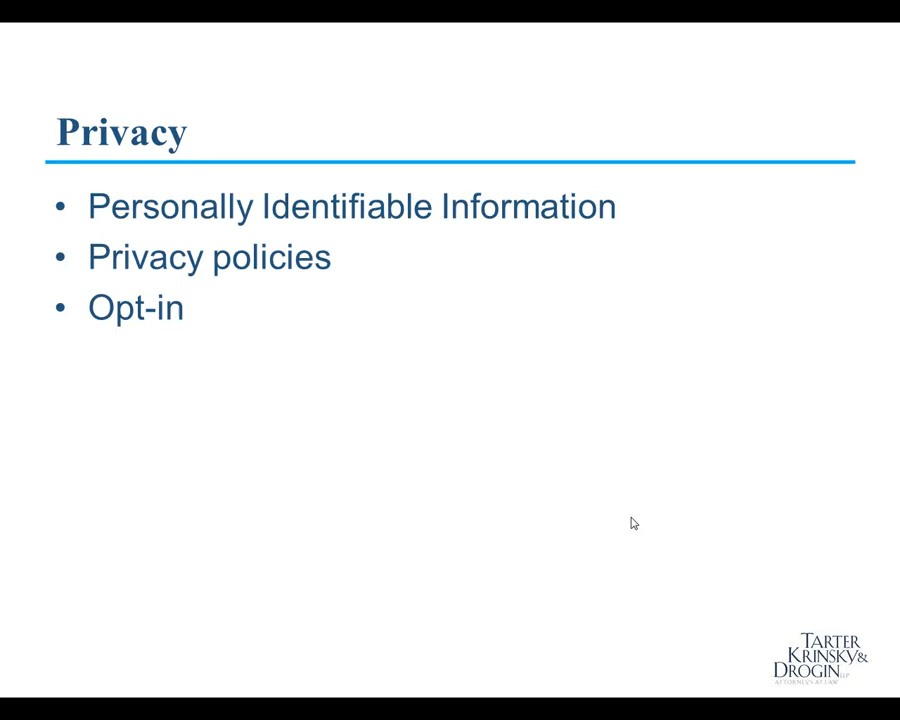 Privacy
• Personally Identifiable Information
• Privacy policies
• Opt-in
TARTER
KRINSKY &
DROGIN LLP
ATTORNEYS AT LAW